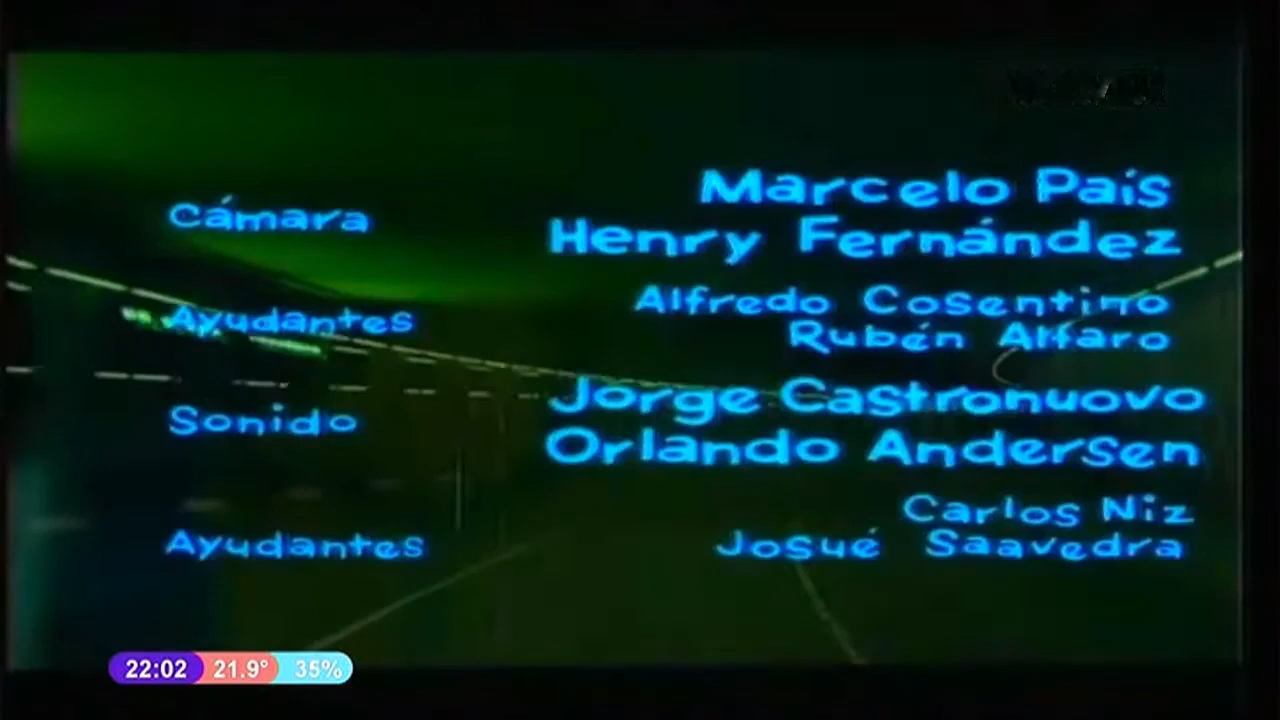 Marcelo País
Cámara
Henry Fernández
Alfredo Cosentino
Ayudantes
Rubén Alfaro
Jorge Castronuovo
Sonido
Orlando Andersen
Carlos Niz
Ayudantes
Josué Saavedra
22:02 21.9° 35%